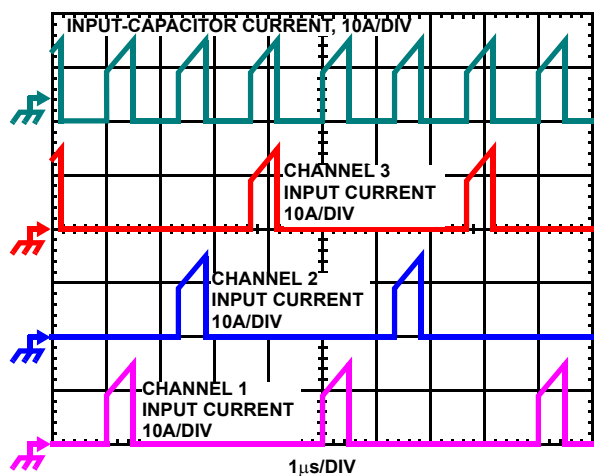 INPUT-CAPACITOR CURRENT, 10A/DIV
CHANNEL 3
INPUT CURRENT
10A/DIV
CHANNEL 2
INPUT CURRENT
10A/DIV
CHANNEL 1
INPUT CURRENT
10A/DIV
1μs/DIV